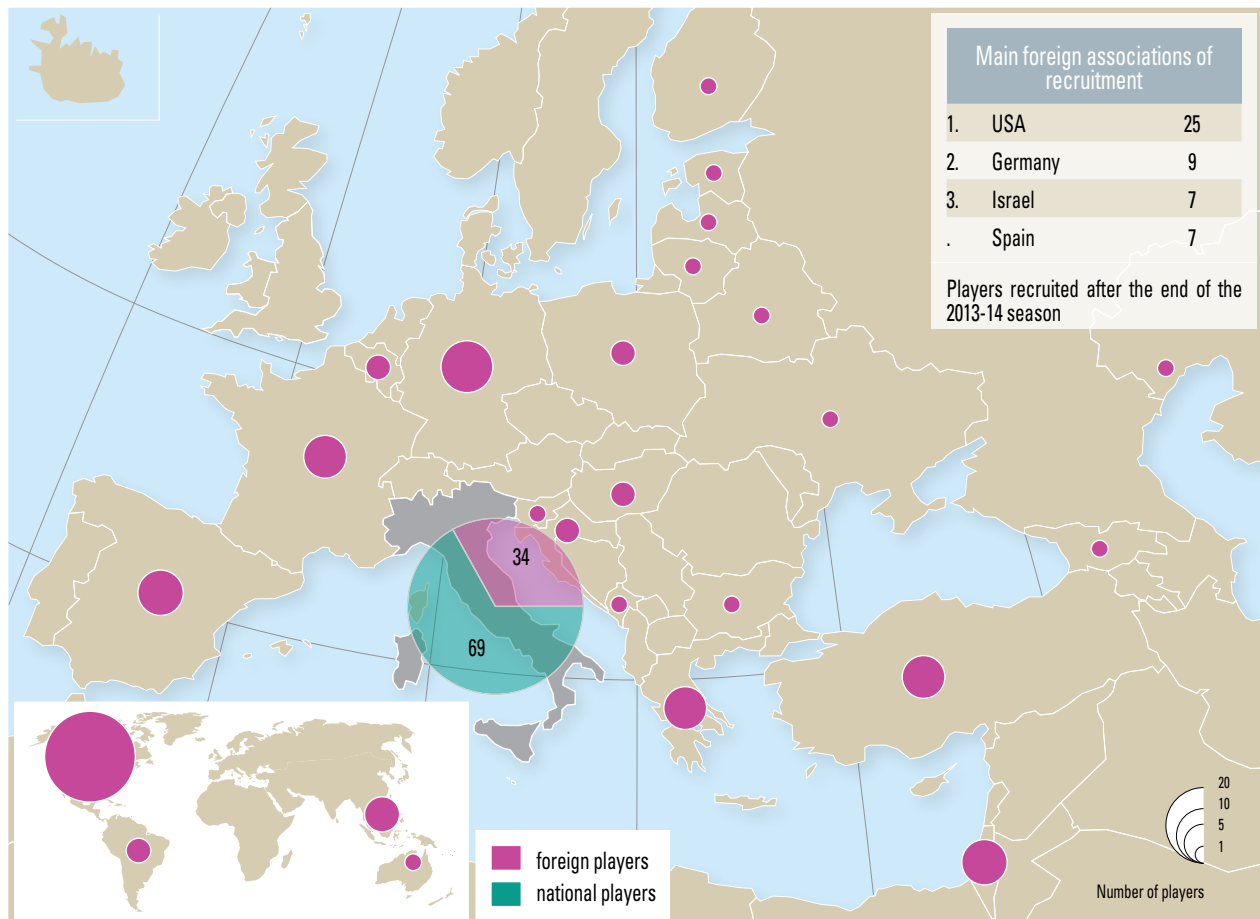 Main foreign associations of
recruitment
1. USA 25
2. Germany 9
3. Israel 7
. Spain 7
Players recruited after the end of the
2013-14 season
34
69
foreign players
national players
20
10
5
1
Number of players